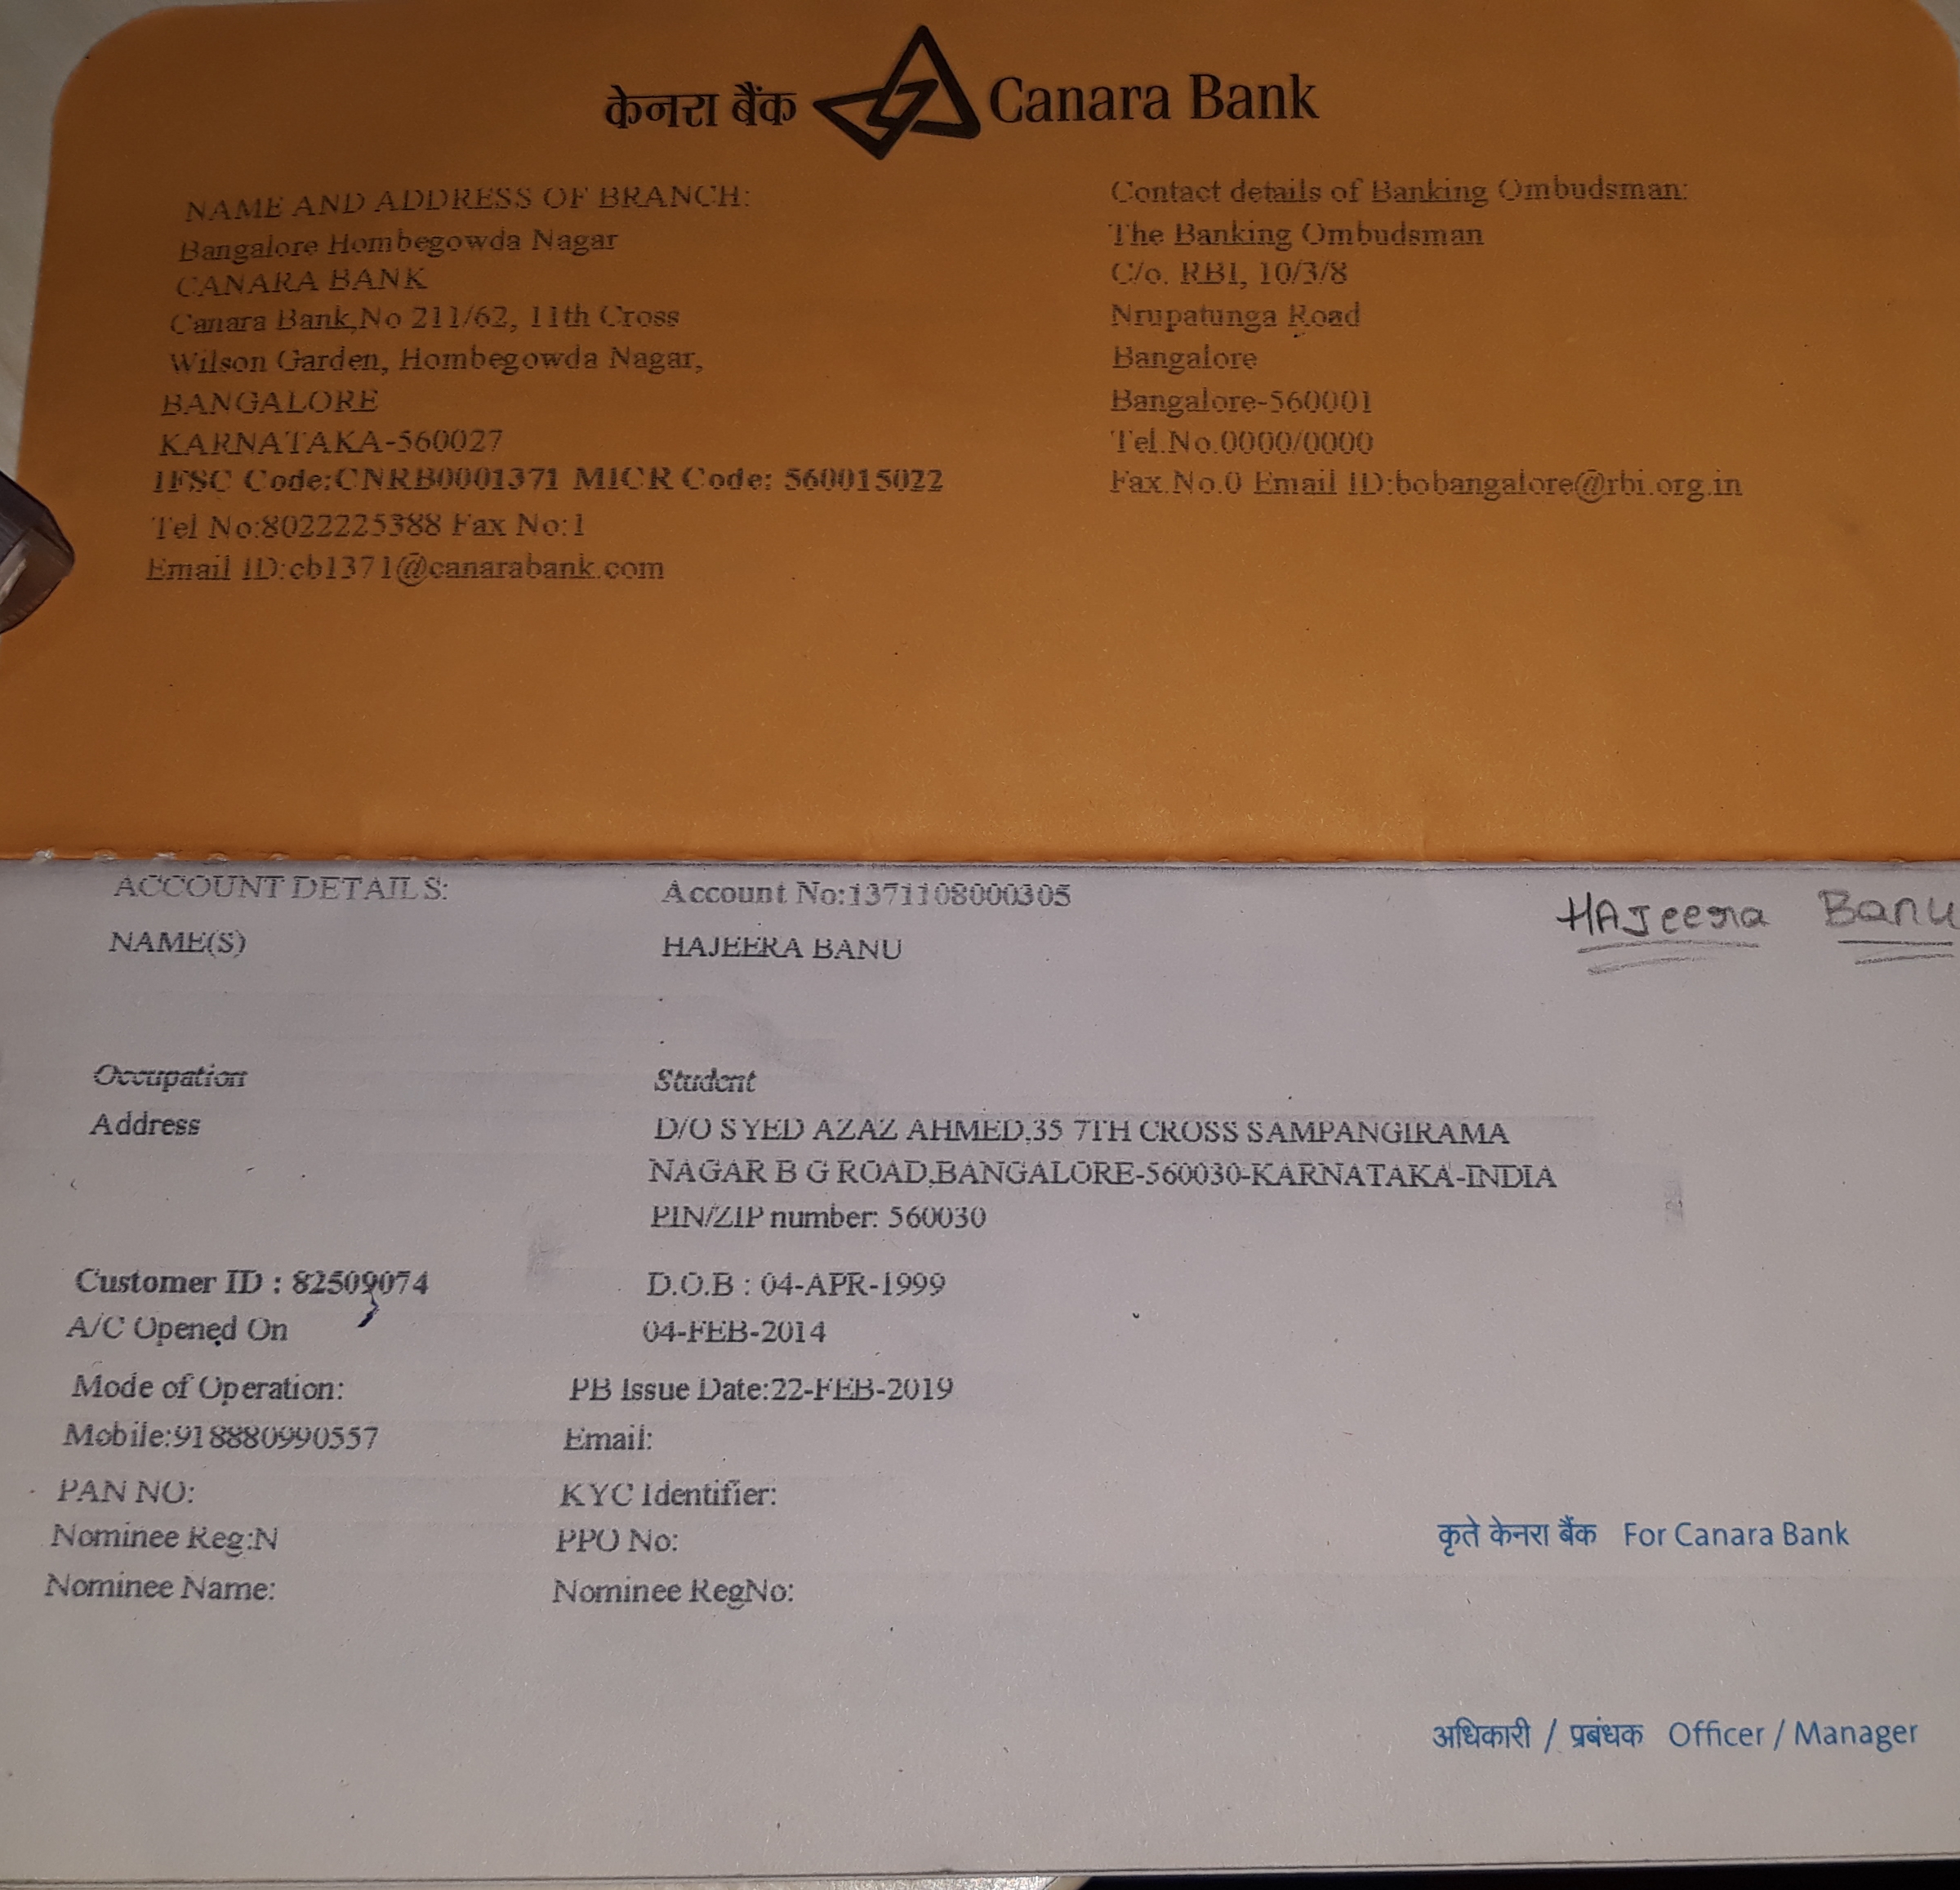 केनरा बैंक Canara Bank
NAME AND ADDRESS OF BRANCH:
Bangalore Hombegowda Nagar
CANARA BANK
Canara Bank,No 211/62, 11th Cross
Wilson Garden, Hombegowda Nagar,
BANGALORE
KARNATAKA-560027
IFSC Code:CNRB0001371 MICR Code: 560015022
Tel No:8022225388 Fax No:1
Email ID:cb1371@canarabank.com
Contact details of Banking Ombudsman:
The Banking Ombudsman
C/o. RBI, 10/3/8
Nrupatunga Road
Bangalore
Bangalore-560001
Tel.No.0000/0000
Fax.No.0 Email ID:bobangalore@rbi.org.in
ACCOUNT DETAILS: Account No:1371108000305
HAJeera Banu
NAME(S) HAJEERA BANU
Occupation Student
Address D/O SYED AZAZ AHMED,35 7TH CROSS SAMPANGIRAMA
NAGAR B G ROAD,BANGALORE-560030-KARNATAKA-INDIA
PIN/ZIP number: 560030
Customer ID : 82509074 D.O.B : 04-APR-1999
A/C Opened On 04-FEB-2014
Mode of Operation: PB Issue Date:22-FEB-2019
Mobile:918880990557 Email:
PAN NO: KYC Identifier:
Nominee Reg:N PPO No:
Nominee Name: Nominee RegNo:
कृते केनरा बैंक For Canara Bank
अधिकारी / प्रबंधक Officer / Manager